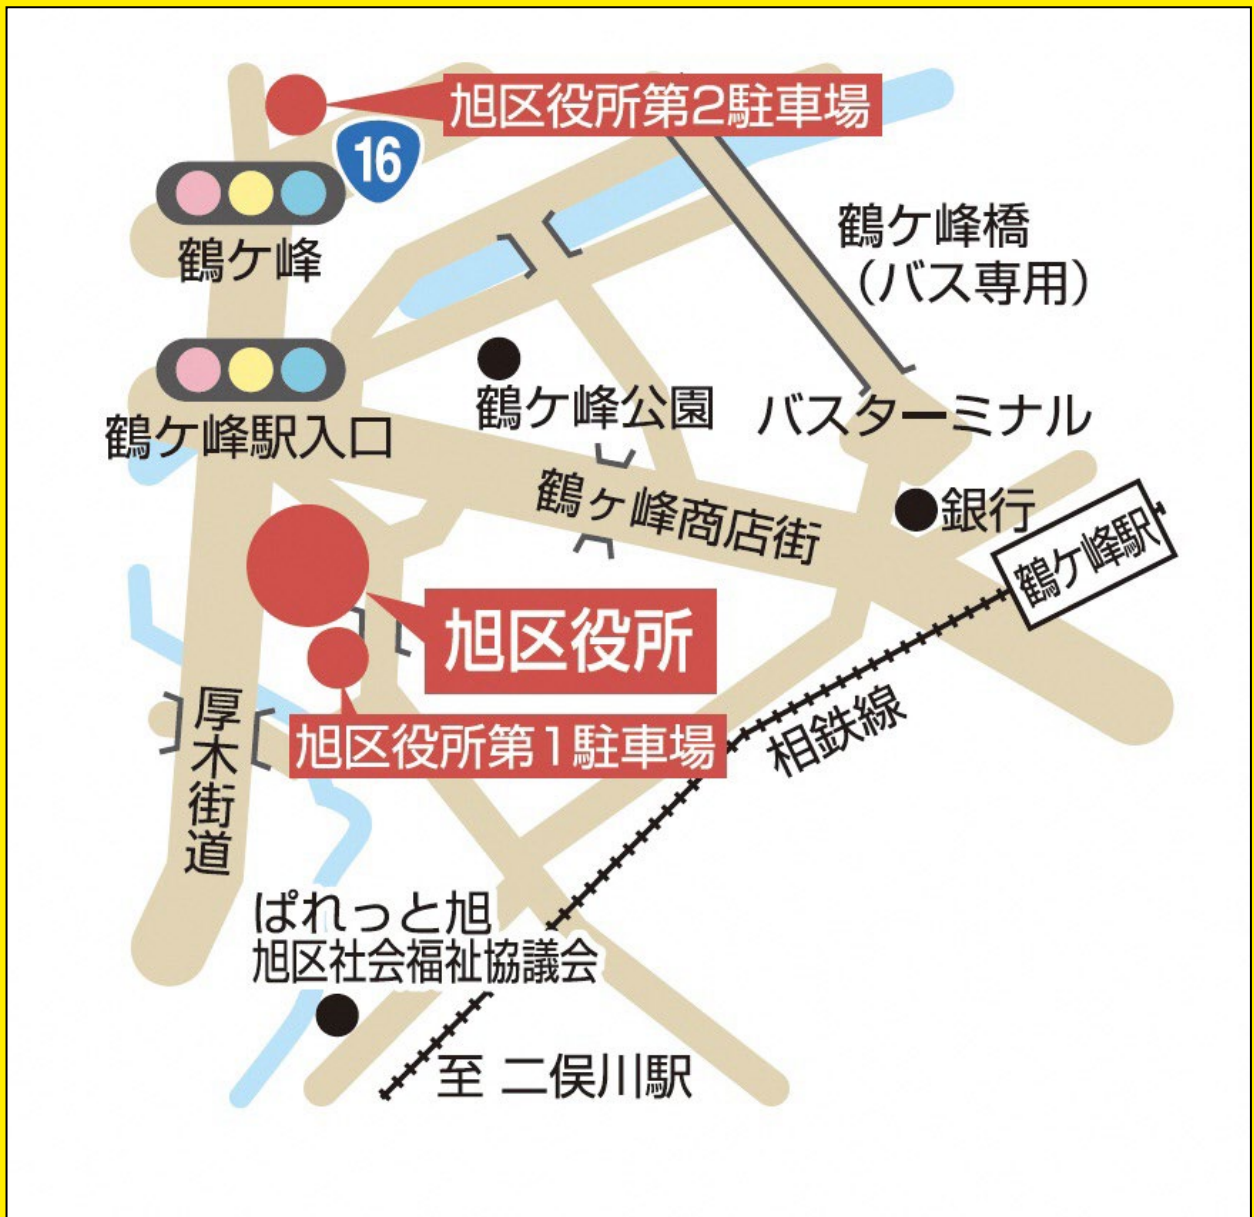 旭区役所第2駐車場
16
鶴ケ峰
鶴ケ峰橋
（バス専用）
鶴ケ峰駅入口
鶴ケ峰公園
バスターミナル
鶴ヶ峰商店街
銀行
鶴ケ峰駅
旭区役所
旭区役所第1駐車場
相鉄線
厚木街道
ぱれっと旭
旭区社会福祉協議会
至 二俣川駅